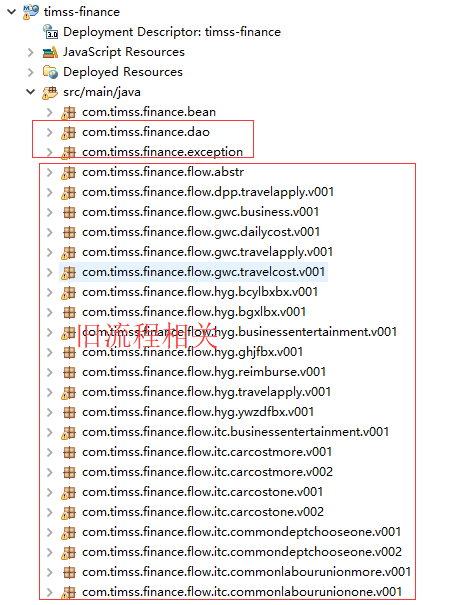 timss-finance
3.0 Deployment Descriptor: timss-finance
JavaScript Resources
Deployed Resources
src/main/java
com.timss.finance.bean
com.timss.finance.dao
com.timss.finance.exception
com.timss.finance.flow.abstr
com.timss.finance.flow.dpp.travelapply.v001
com.timss.finance.flow.gwc.business.v001
com.timss.finance.flow.gwc.dailycost.v001
com.timss.finance.flow.gwc.travelapply.v001
com.timss.finance.flow.gwc.travelcost.v001
com.timss.finance.flow.hyg.bcylbxbx.v001
com.timss.finance.flow.hyg.bgxlbx.v001
com.timss.finance.flow.hyg.businessentertainment.v001
旧流程相关
com.timss.finance.flow.hyg.ghjfbx.v001
com.timss.finance.flow.hyg.reimburse.v001
com.timss.finance.flow.hyg.travelapply.v001
com.timss.finance.flow.hyg.ywzdfbx.v001
com.timss.finance.flow.itc.businessentertainment.v001
com.timss.finance.flow.itc.carcostmore.v001
com.timss.finance.flow.itc.carcostmore.v002
com.timss.finance.flow.itc.carcostone.v001
com.timss.finance.flow.itc.carcostone.v002
com.timss.finance.flow.itc.commondeptchooseone.v001
com.timss.finance.flow.itc.commondeptchooseone.v002
com.timss.finance.flow.itc.commonlabourunionmore.v001
com.timss.finance.flow.itc.commonlabourunionone.v001